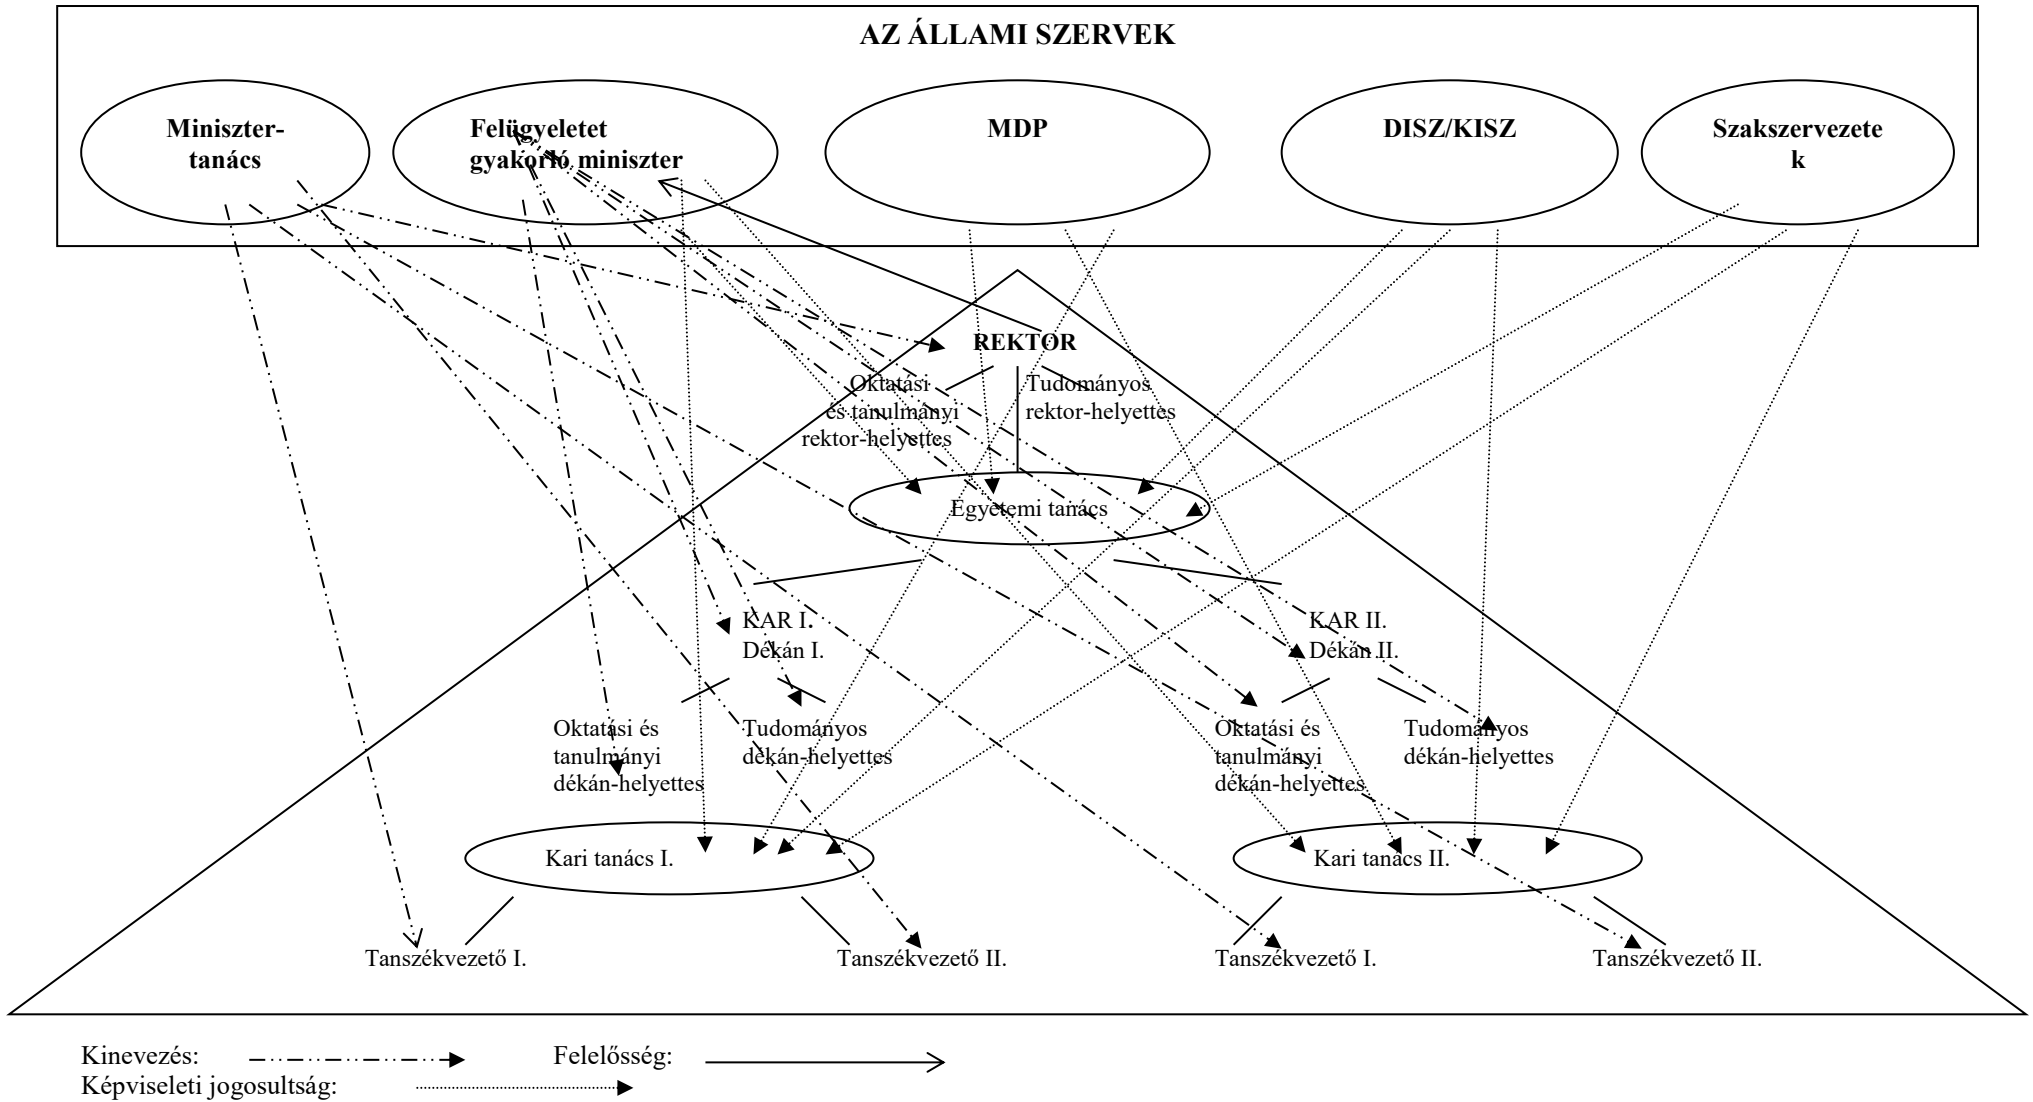 AZ ÁLLAMI SZERVEK
Miniszter-
tanács
Felügyeletet
gyakorló miniszter
MDP
DISZ/KISZ
Szakszervezete
k
REKTOR
Oktatási
és tanulmányi
rektor-helyettes
Tudományos
rektor-helyettes
Egyetemi tanács
KAR I.
Dékán I.
KAR II.
Dékán II.
Oktatási és
tanulmányi
dékán-helyettes
Tudományos
dékán-helyettes
Oktatási és
tanulmányi
dékán-helyettes
Tudományos
dékán-helyettes
Kari tanács I.
Kari tanács II.
Tanszékvezető I.
Tanszékvezető II.
Tanszékvezető I.
Tanszékvezető II.
Kinevezés:
Felelősség:
Képviseleti jogosultság: